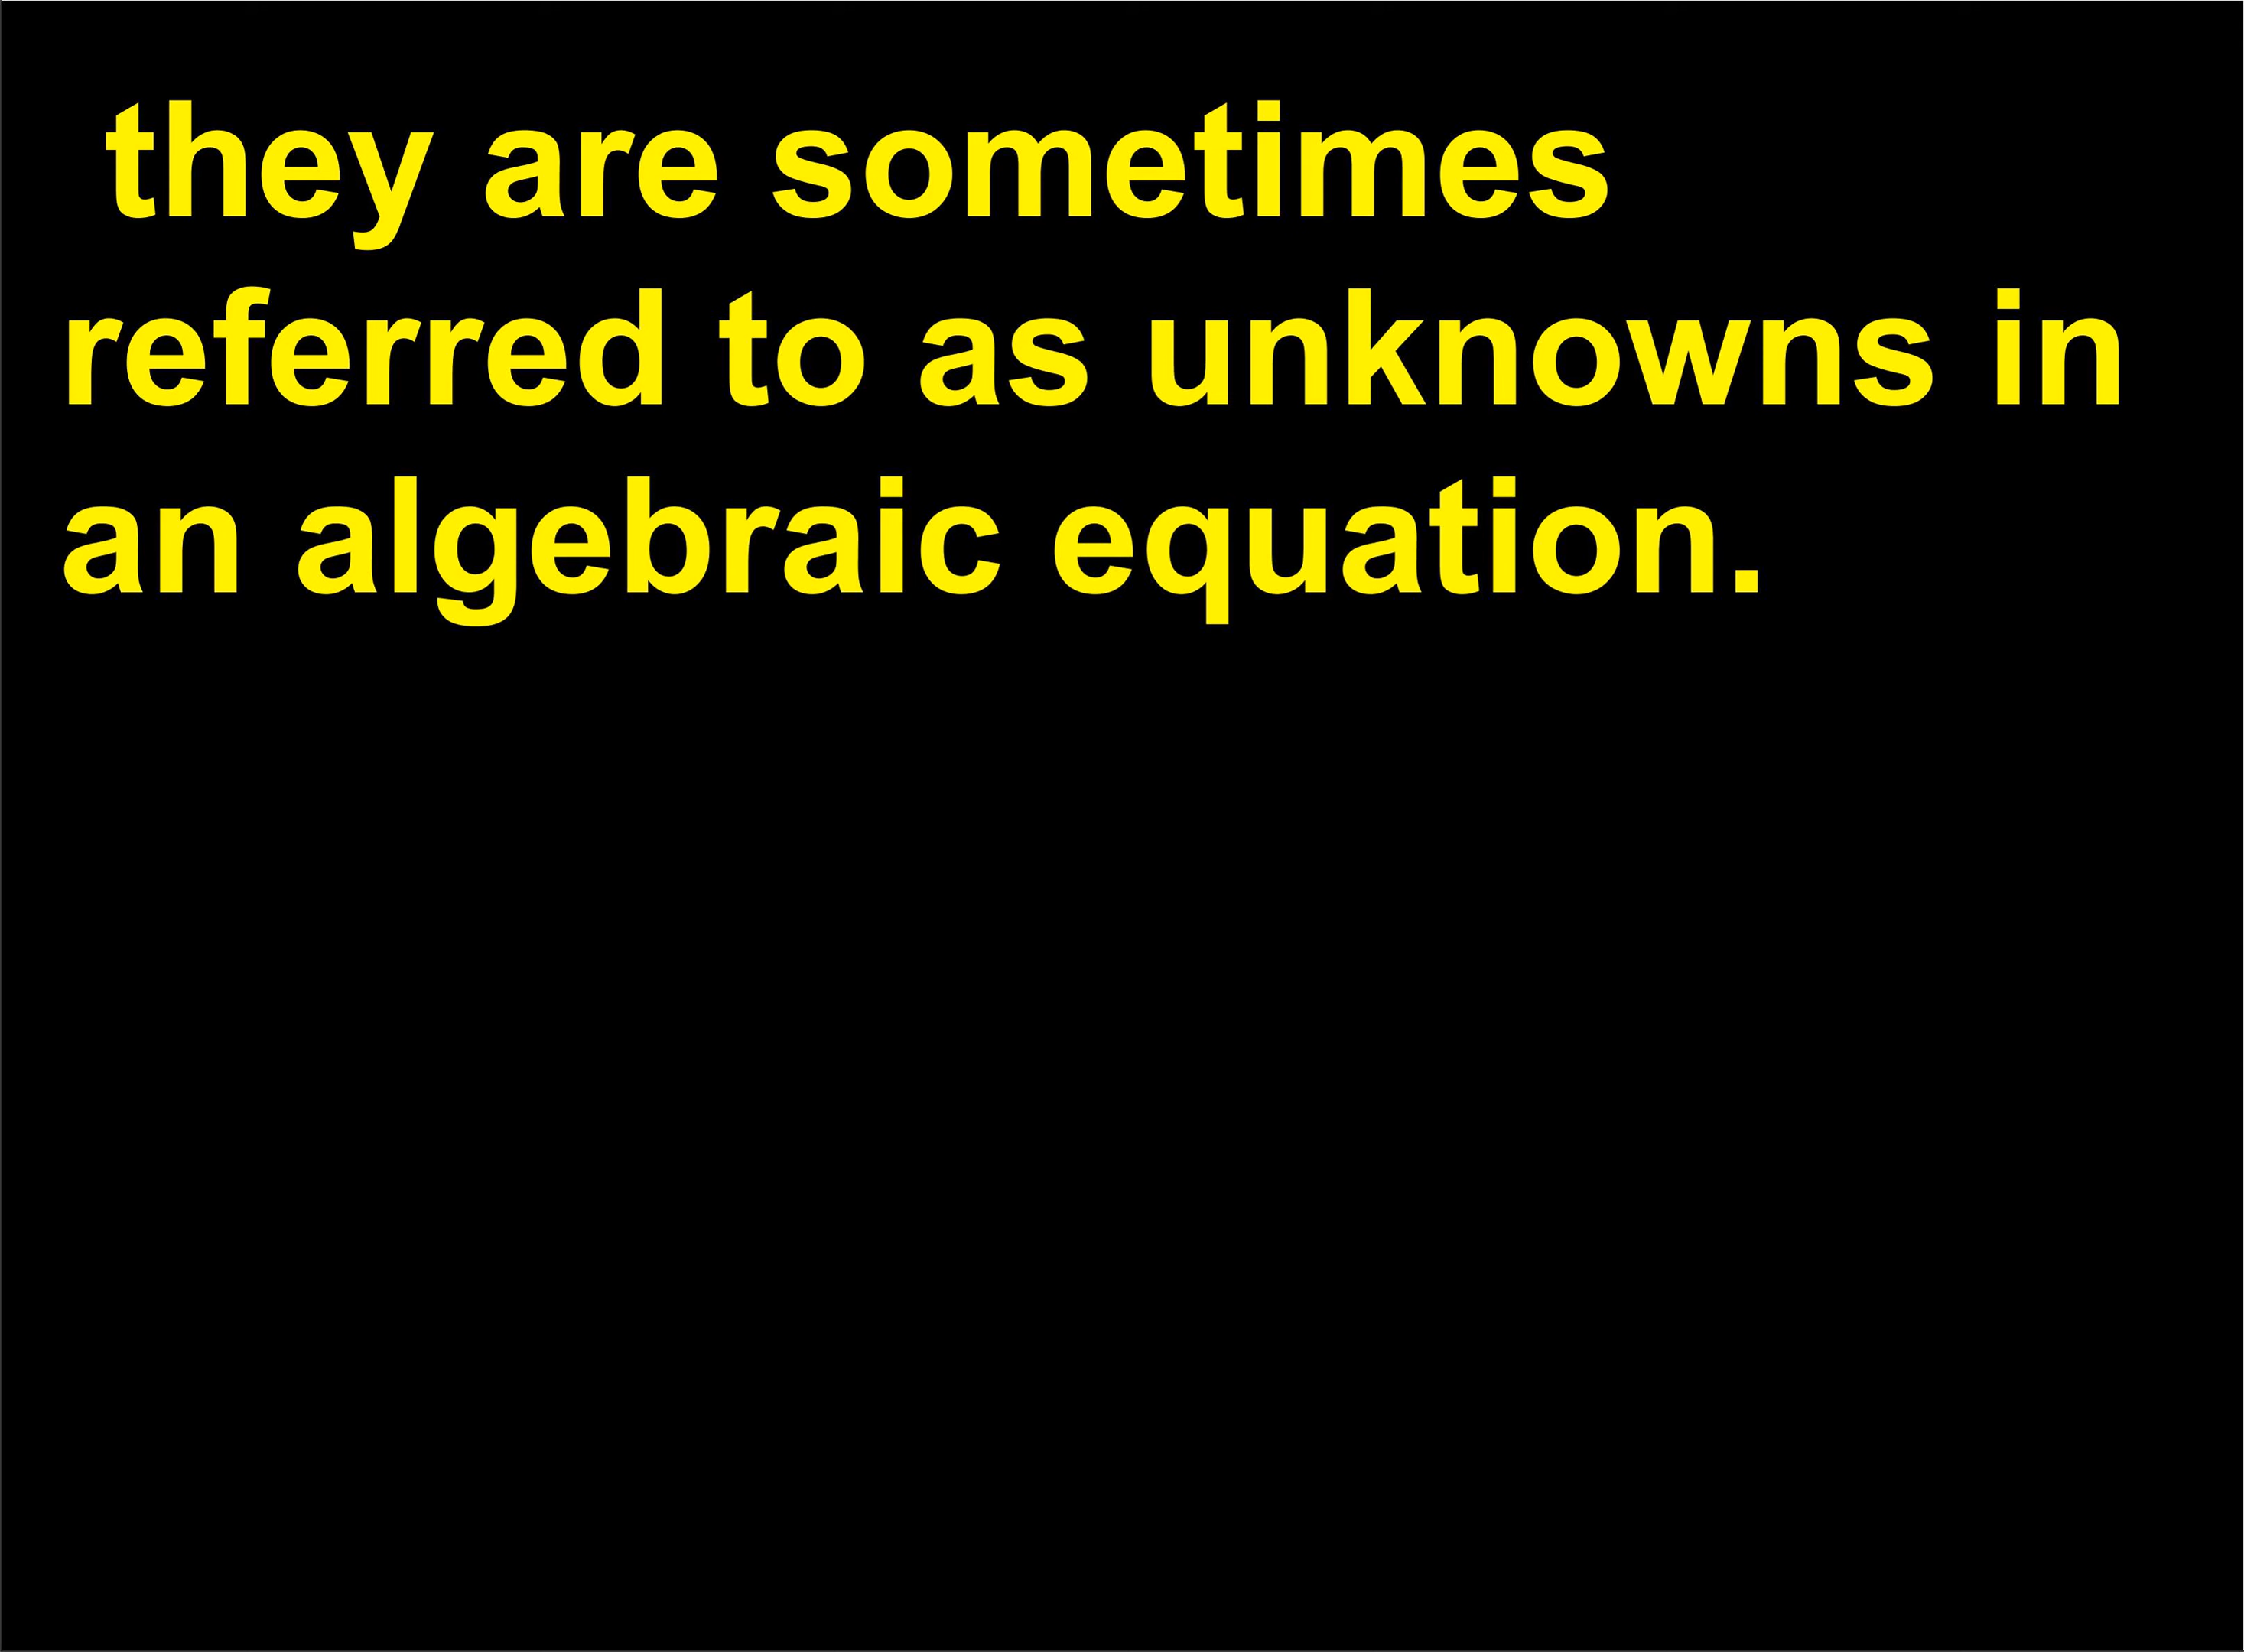 they are sometimes
referred to as unknowns in
an algebraic equation.